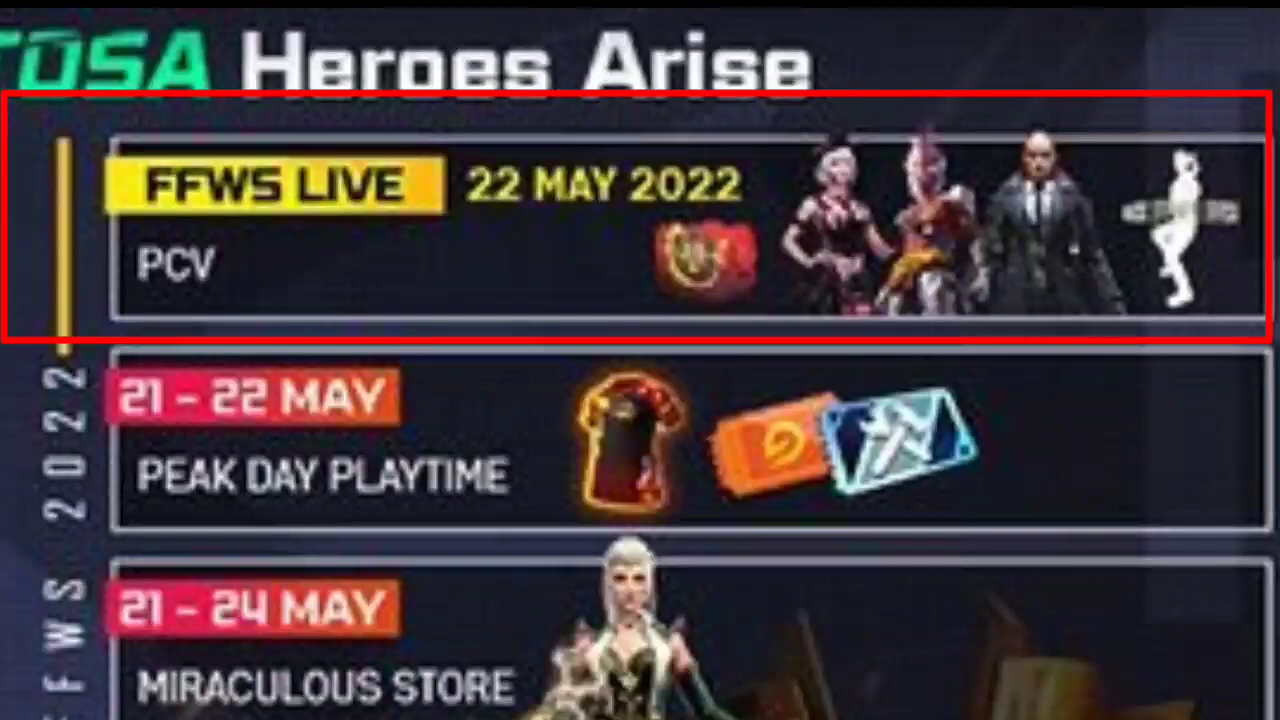 TOSA Heroes Arise
FFWS LIVE 22 MAY 2022
PCV
21 - 22 MAY
PEAK DAY PLAYTIME
21 - 24 MAY
MIRACULOUS STORE
FFWS 2022